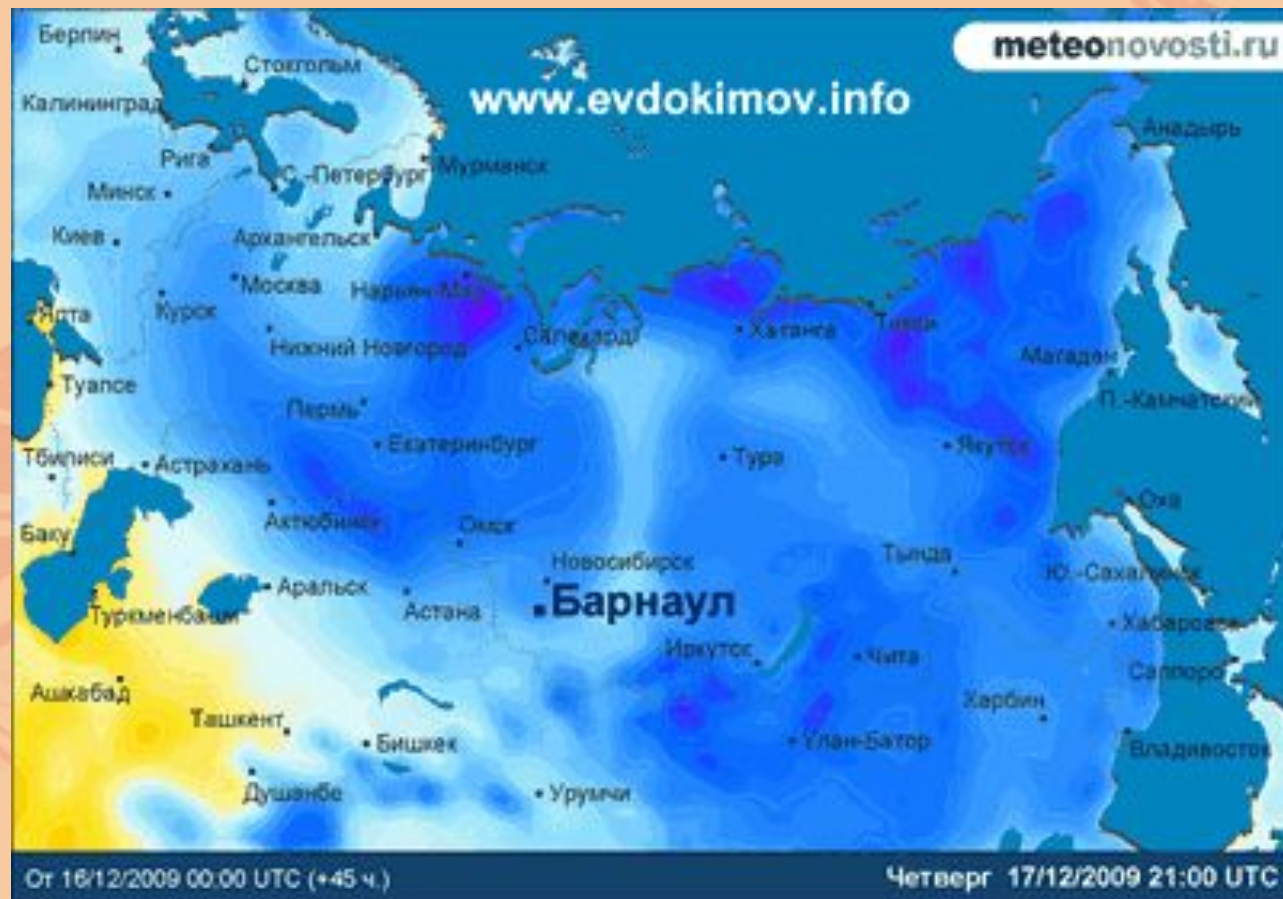 Берлин
meteonovosti.ru
Стокгольм
www.evdokimov.info
Калининград
Анадырь
Рига
С.-Петербург
Мурманск
Минск
Киев
Архангельск
Москва
Нарьян-Мар
Ялта
Курск
Нижний Новгород
Салехард
Хатанга
Тикси
Магадан
Туапсе
Пермь
П.-Камчатский
Екатеринбург
Тбилиси
Астрахань
Тура
Якутск
Актюбинск
Оха
Баку
Омск
Новосибирск
Тында
Ю.-Сахалинск
Аральск
Астана
Барнаул
Туркменбаши
Хабаровск
Иркутск
Чита
Саппоро
Ашкабад
Ташкент
Харбин
Бишкек
Улан-Батор
Владивосток
Душанбе
Урумчи
От 16/12/2009 00:00 UTC (+45 ч.)
Четверг 17/12/2009 21:00 UTC